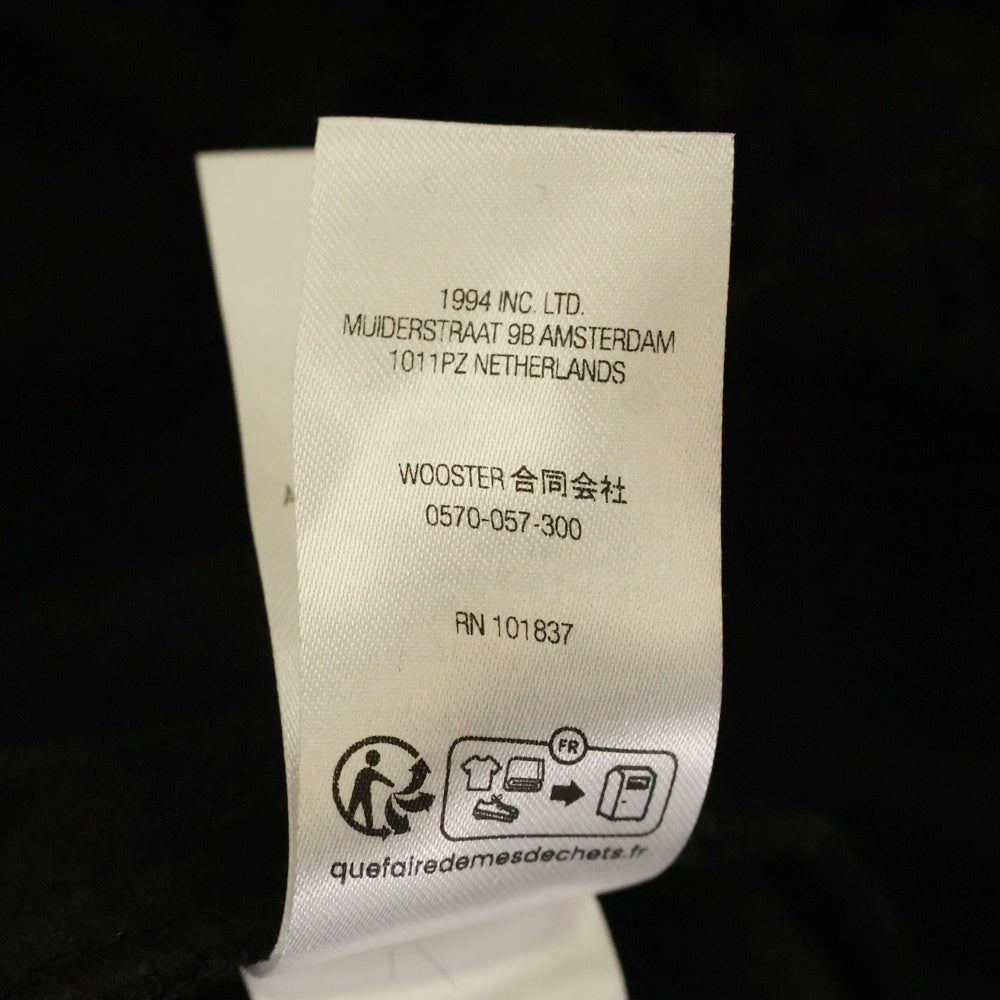 1994 INC. LTD.
MUIDERSTRAAT 9B AMSTERDAM
1011PZ NETHERLANDS
WOOSTER 合同会社
0570-057-300
RN 101837
FR
quefairedemesdechets.fr